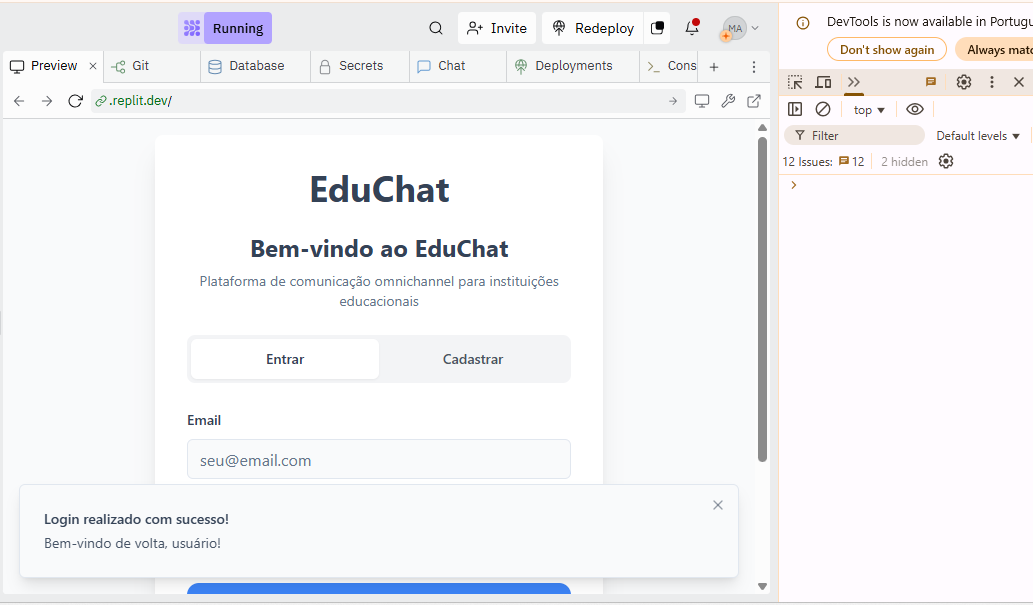 Running
Invite
Redeploy
MA
Preview
Git
Database
Secrets
Chat
Deployments
Cons
.replit.dev/
EduChat
Bem-vindo ao EduChat
Plataforma de comunicação omnichannel para instituições
educacionais
Entrar
Cadastrar
Email
seu@email.com
Login realizado com sucesso!
Bem-vindo de volta, usuário!
DevTools is now available in Portugu
Don't show again
Always matc
top
Filter
Default levels
12 Issues: 12
2 hidden